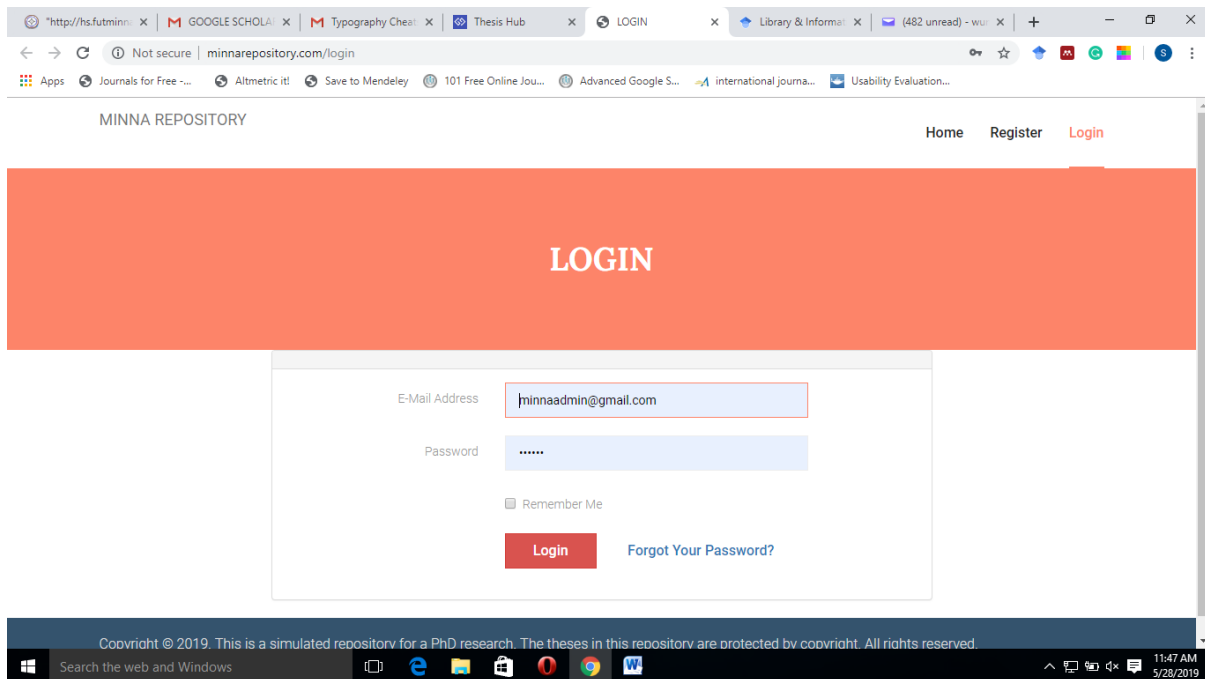 "http://hs.futminn
GOOGLE SCHOLA
Typography Cheat
Thesis Hub
LOGIN
Library & Informat
(482 unread) - wur
Not secure | minnarepository.com/login
Apps
Journals for Free -...
Altmetric it!
Save to Mendeley
101 Free Online Jou...
Advanced Google S...
international journa...
Usability Evaluation...
MINNA REPOSITORY
Home Register Login
LOGIN
E-Mail Address minnaadmin@gmail.com
Password ••••••
Remember Me
Login Forgot Your Password?
Copyright © 2019. This is a simulated repository for a PhD research. The theses in this repository are protected by copyright. All rights reserved.
Search the web and Windows
11:47 AM
5/28/2019